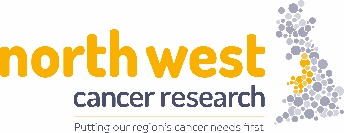 north west
cancer research
Putting our region's cancer needs first